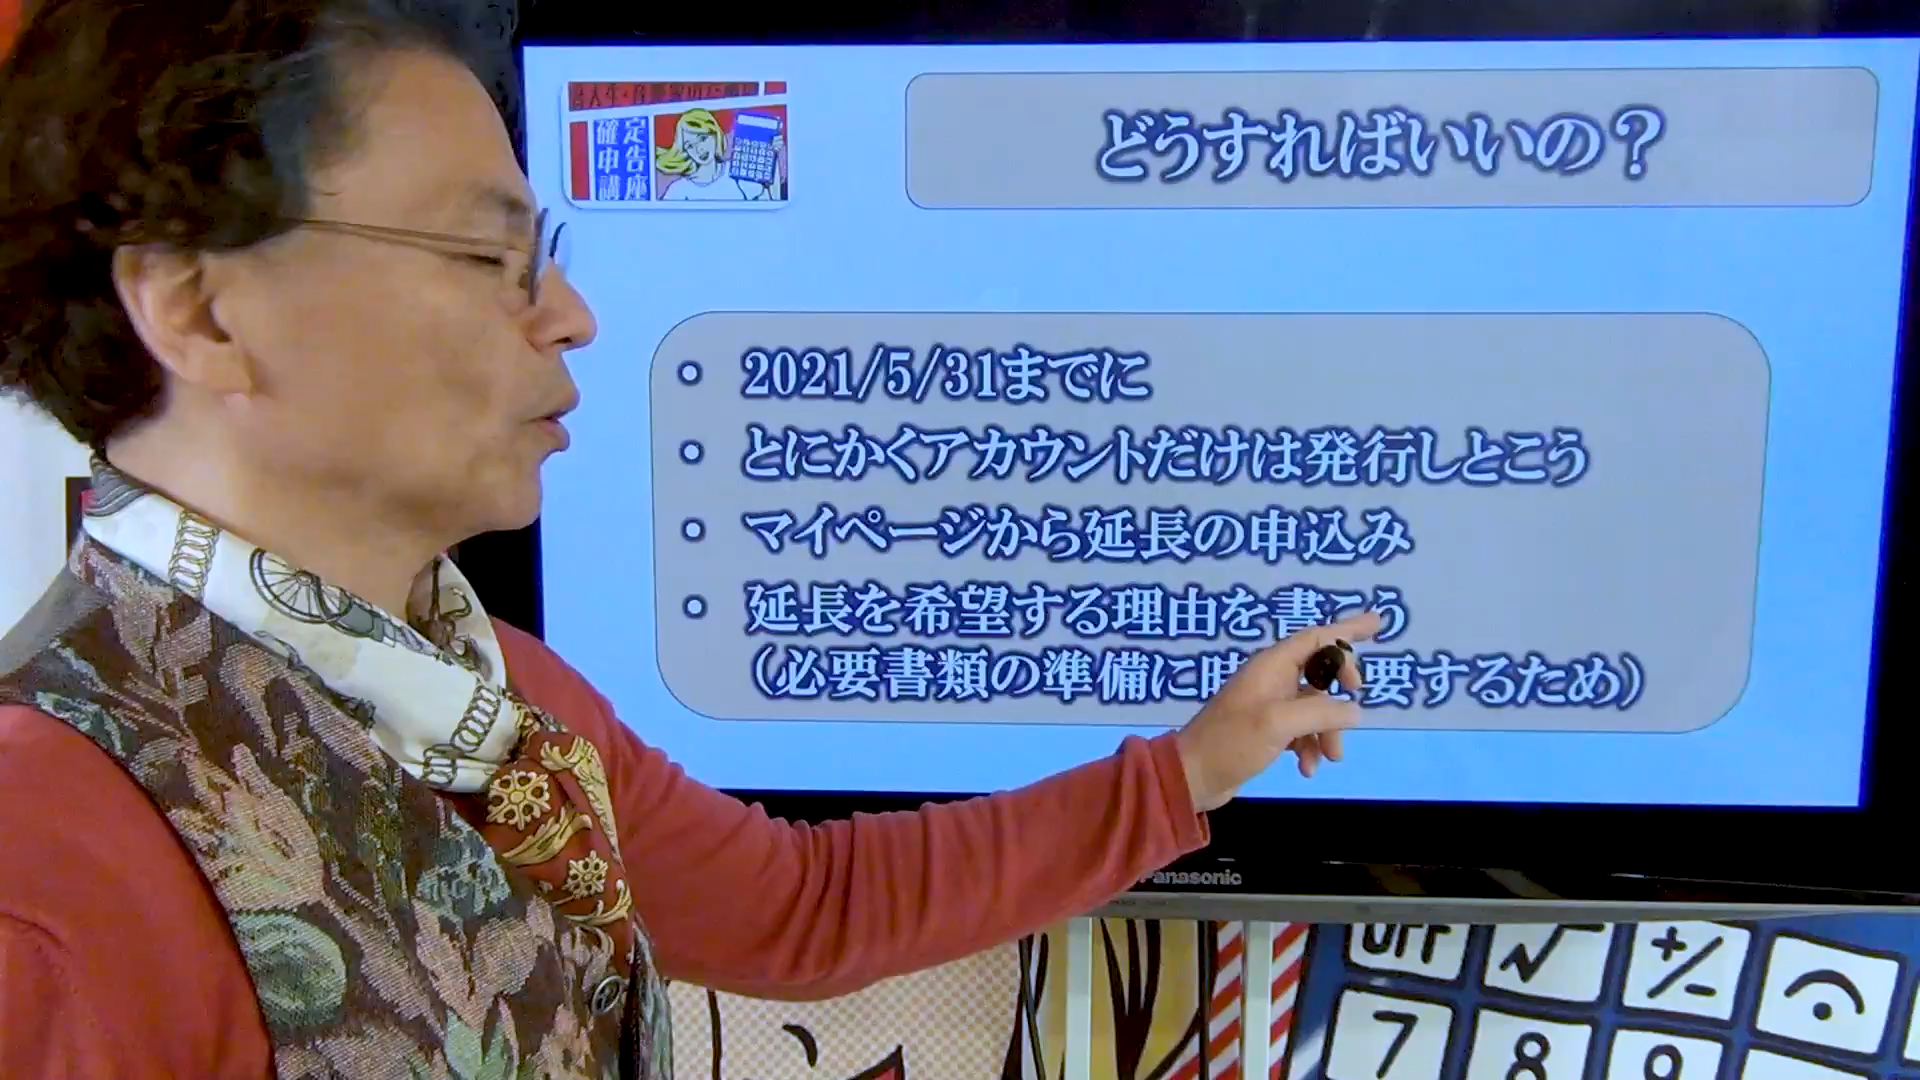 確定
申告
講座
どうすればいいの？
• 2021/5/31までに
• とにかくアカウントだけは発行しとこう
• マイページから延長の申込み
• 延長を希望する理由を書こう
（必要書類の準備に時 要するため）
Panasonic
OFF √ +/-
7 8 9